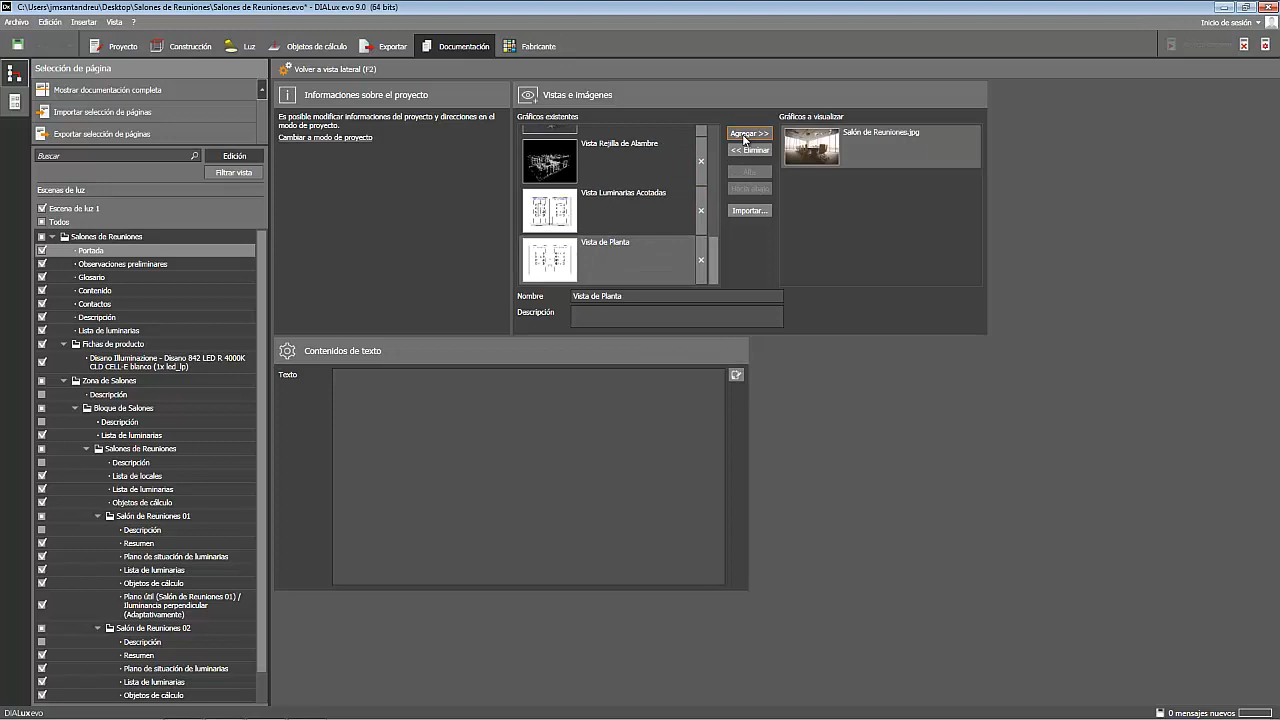 C:\Users\jmsantandreu\Desktop\Salones de Reuniones\Salones de Reuniones.evo* - DIALux evo 9.0 (64 bits)
Archivo Edición Insertar Vista ?
Inicio de sesión
Proyecto Construcción Luz Objetos de cálculo Exportar Documentación Fabricante
Selección de página
Mostrar documentación completa
Importar selección de páginas
Exportar selección de páginas
Buscar
Edición
Filtrar vista
Escenas de luz
Escena de luz 1
Todos
Salones de Reuniones
Portada
Observaciones preliminares
Glosario
Contenido
Contactos
Descripción
Lista de luminarias
Fichas de producto
Disano Illuminazione - Disano 842 LED R 4000K
CLD CELL-E blanco (1x led_lp)
Zona de Salones
Descripción
Bloque de Salones
Descripción
Lista de luminarias
Salones de Reuniones
Descripción
Lista de locales
Lista de luminarias
Objetos de cálculo
Salón de Reuniones 01
Descripción
Resumen
Plano de situación de luminarias
Lista de luminarias
Objetos de cálculo
Plano útil (Salón de Reuniones 01) /
Iluminancia perpendicular
(Adaptativamente)
Salón de Reuniones 02
Descripción
Resumen
Plano de situación de luminarias
Lista de luminarias
Objetos de cálculo
Volver a vista lateral (F2)
Informaciones sobre el proyecto
Es posible modificar informaciones del proyecto y direcciones en el
modo de proyecto.
Cambiar a modo de proyecto
Vistas e imágenes
Gráficos existentes
Vista Rejilla de Alambre
Vista Luminarias Acotadas
Vista de Planta
Agregar >>
<< Eliminar
Alto
Hacia abajo
Importar...
Gráficos a visualizar
Salón de Reuniones.jpg
Nombre
Vista de Planta
Descripción
Contenidos de texto
Texto
DIALux evo
0 mensajes nuevos